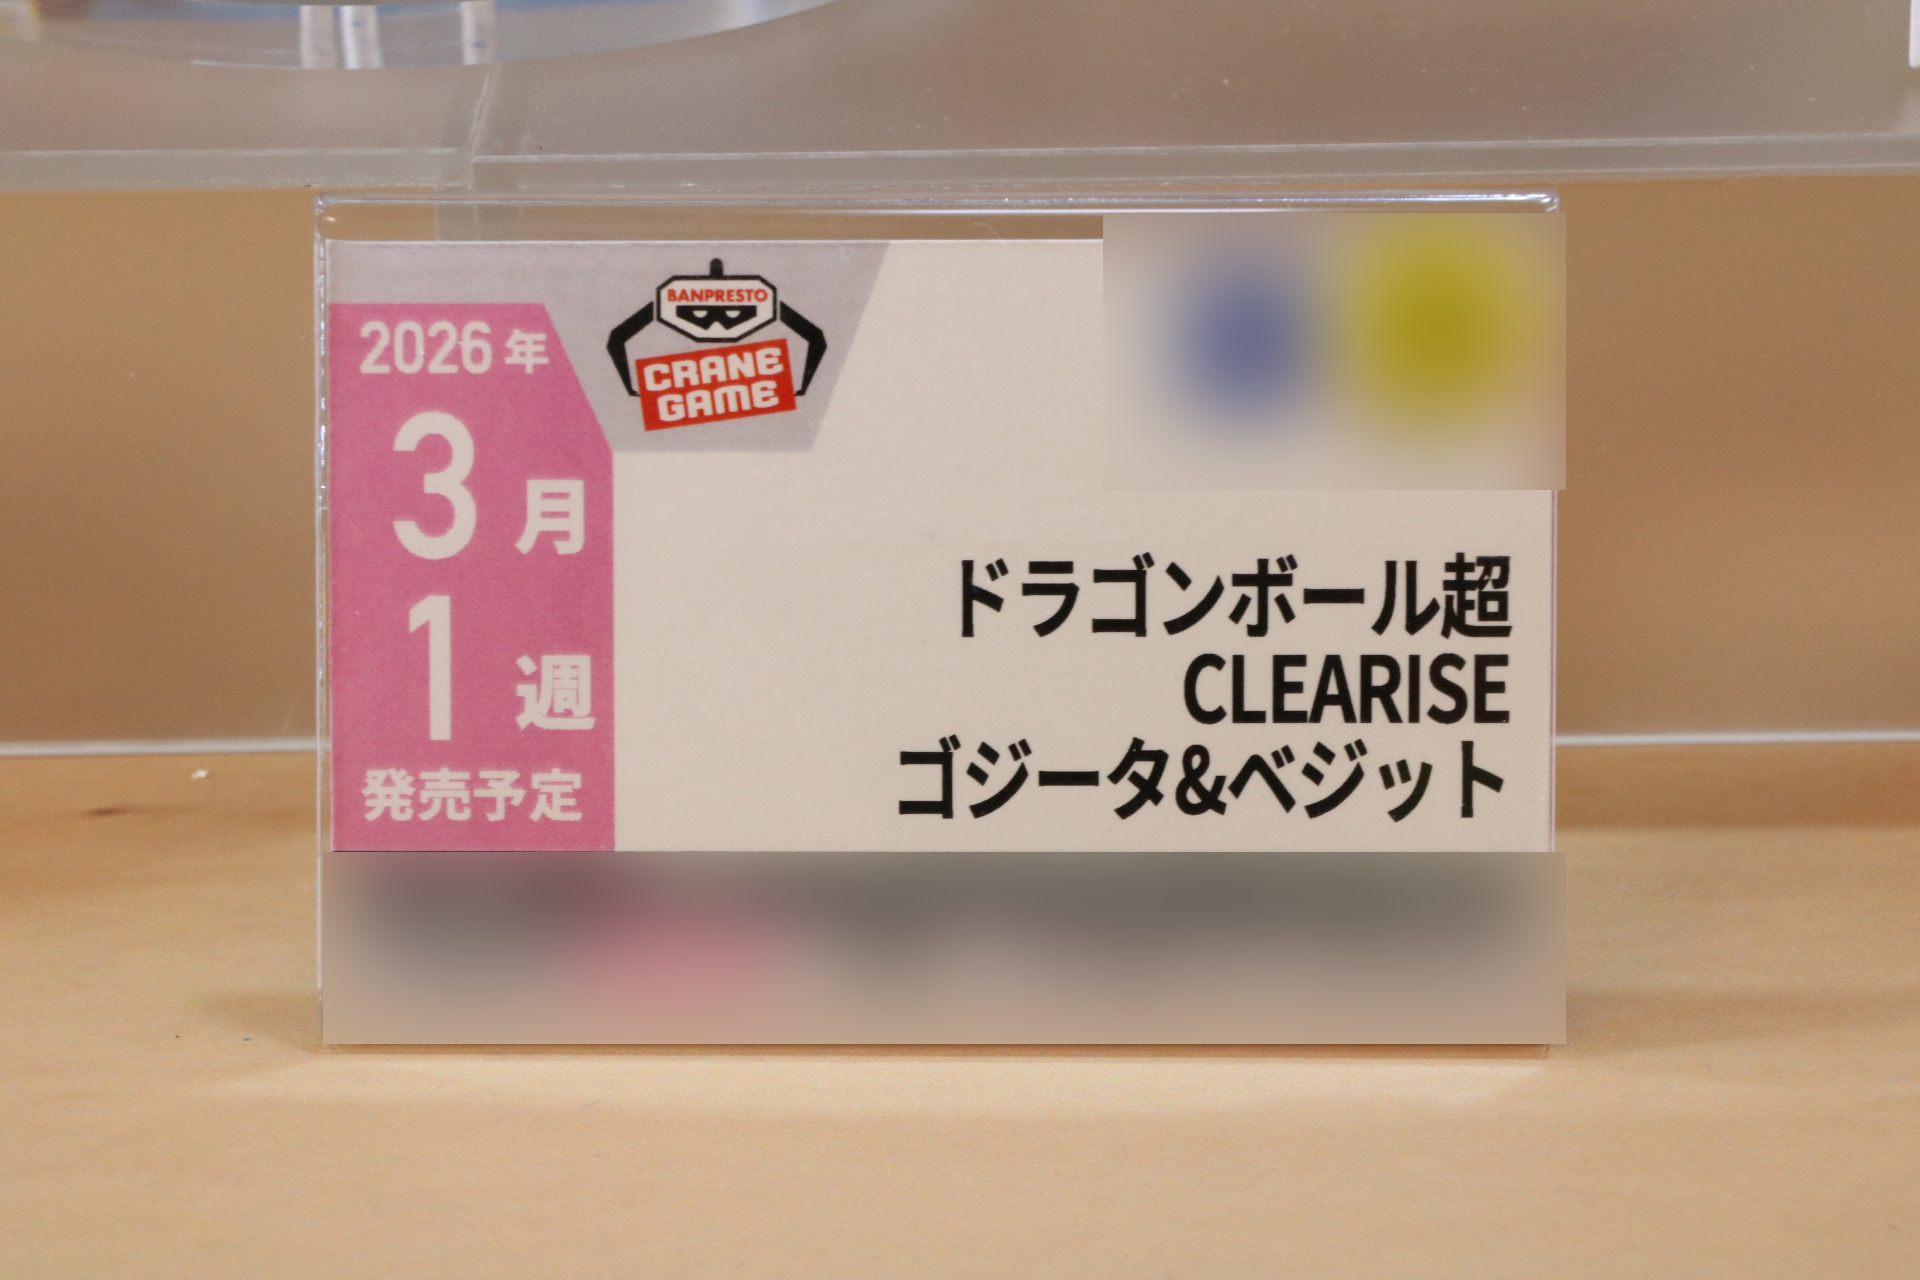 BANPRESTO
CRANE
GAME
2026年
3月
1週
発売予定
ドラゴンボール超
CLEARISE
ゴジータ&ベジット